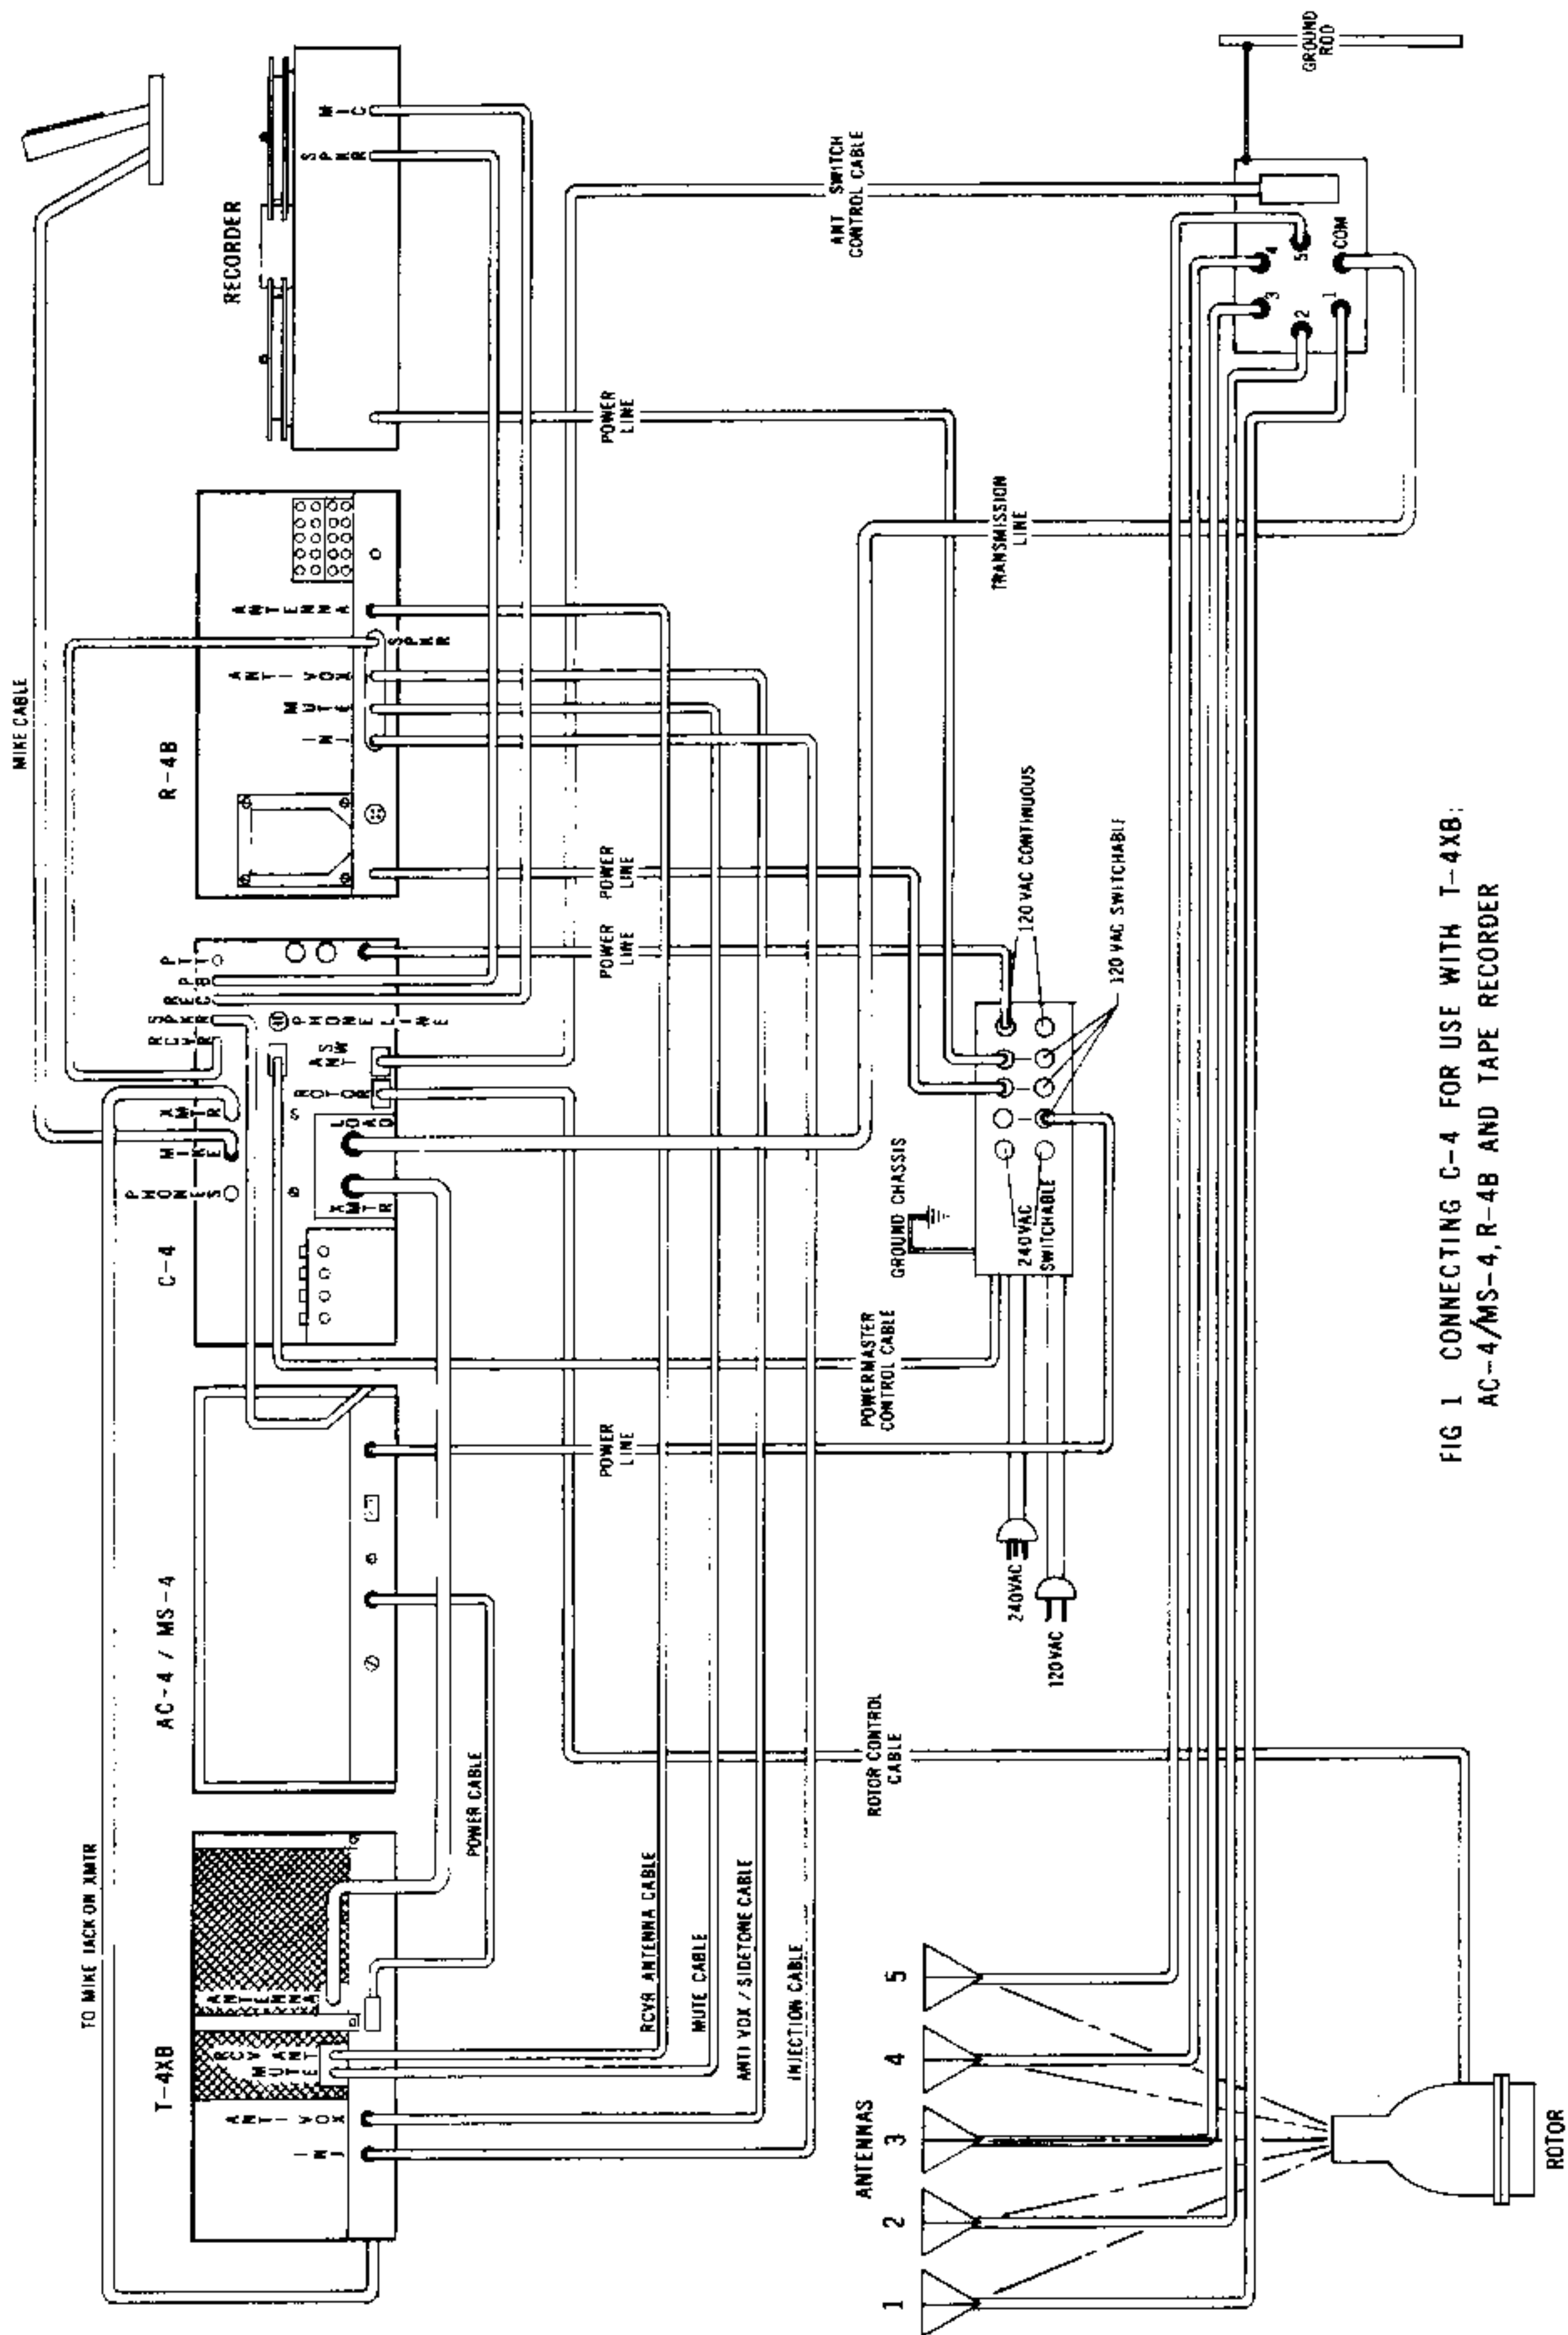 MIKE CABLE
TO MIKE JACK ON XMTR
T-4XB
AC-4 / MS-4
C-4
R-4B
RECORDER
INJ
ANTI VOX
MUTE
RCV ANT
ANTENNA
PHONES
MIKE
XMTR
RCVR
SPKR
REC
PB
PTT
XMTR
LOAD
ROTOR
ANT SW
PHONE LINE
INJ
MUTE
ANTI VOX
SPKR
ANTENNA
SPKR
MIC
POWER CABLE
POWER
LINE
POWER
LINE
POWER
LINE
POWER
LINE
RCVR ANTENNA CABLE
MUTE CABLE
ANTI VOX / SIDETONE CABLE
INJECTION CABLE
ROTOR CONTROL
CABLE
POWERMASTER
CONTROL CABLE
GROUND CHASSIS
240VAC
SWITCHABLE
120 VAC CONTINUOUS
120 VAC SWITCHABLE
240VAC
120VAC
TRANSMISSION
LINE
ANT SWITCH
CONTROL CABLE
GROUND
ROD
ANTENNAS
1 2 3 4 5
1 2 3 4 5 COM
ROTOR
FIG 1 CONNECTING C-4 FOR USE WITH T-4XB;
AC-4/MS-4, R-4B AND TAPE RECORDER